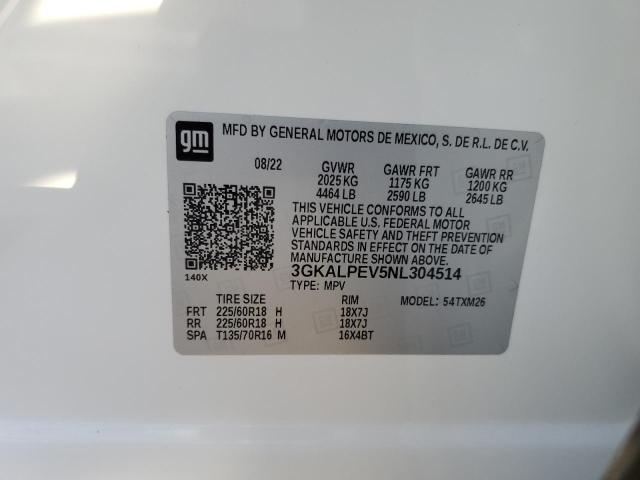 gm
MFD BY GENERAL MOTORS DE MEXICO, S. DE R.L. DE C.V.
08/22 GVWR GAWR FRT GAWR RR
2025 KG 1175 KG 1200 KG
4464 LB 2590 LB 2645 LB
THIS VEHICLE CONFORMS TO ALL
APPLICABLE U.S. FEDERAL MOTOR
VEHICLE SAFETY AND THEFT PREVENTION
STANDARDS IN EFFECT ON THE DATE OF
MANUFACTURE SHOWN ABOVE.
140X 3GKALPEV5NL304514
TYPE: MPV
TIRE SIZE RIM MODEL: 54TXM26
FRT 225/60R18 H 18X7J
RR 225/60R18 H 18X7J
SPA T135/70R16 M 16X4BT